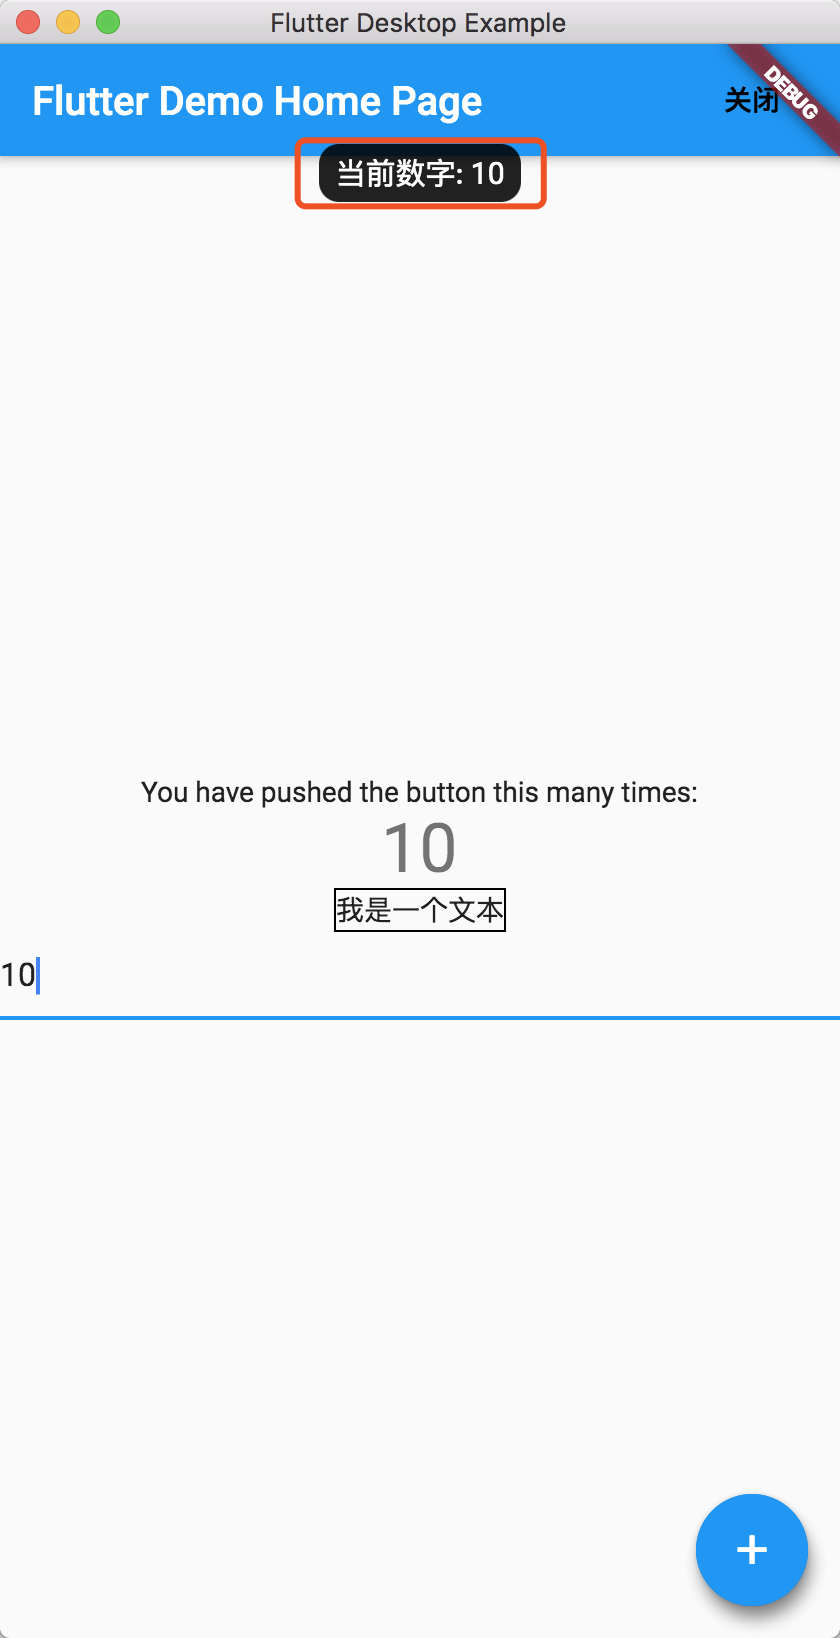 Flutter Desktop Example
Flutter Demo Home Page
关闭
DEBUG
当前数字: 10
You have pushed the button this many times:
10
我是一个文本
10
+